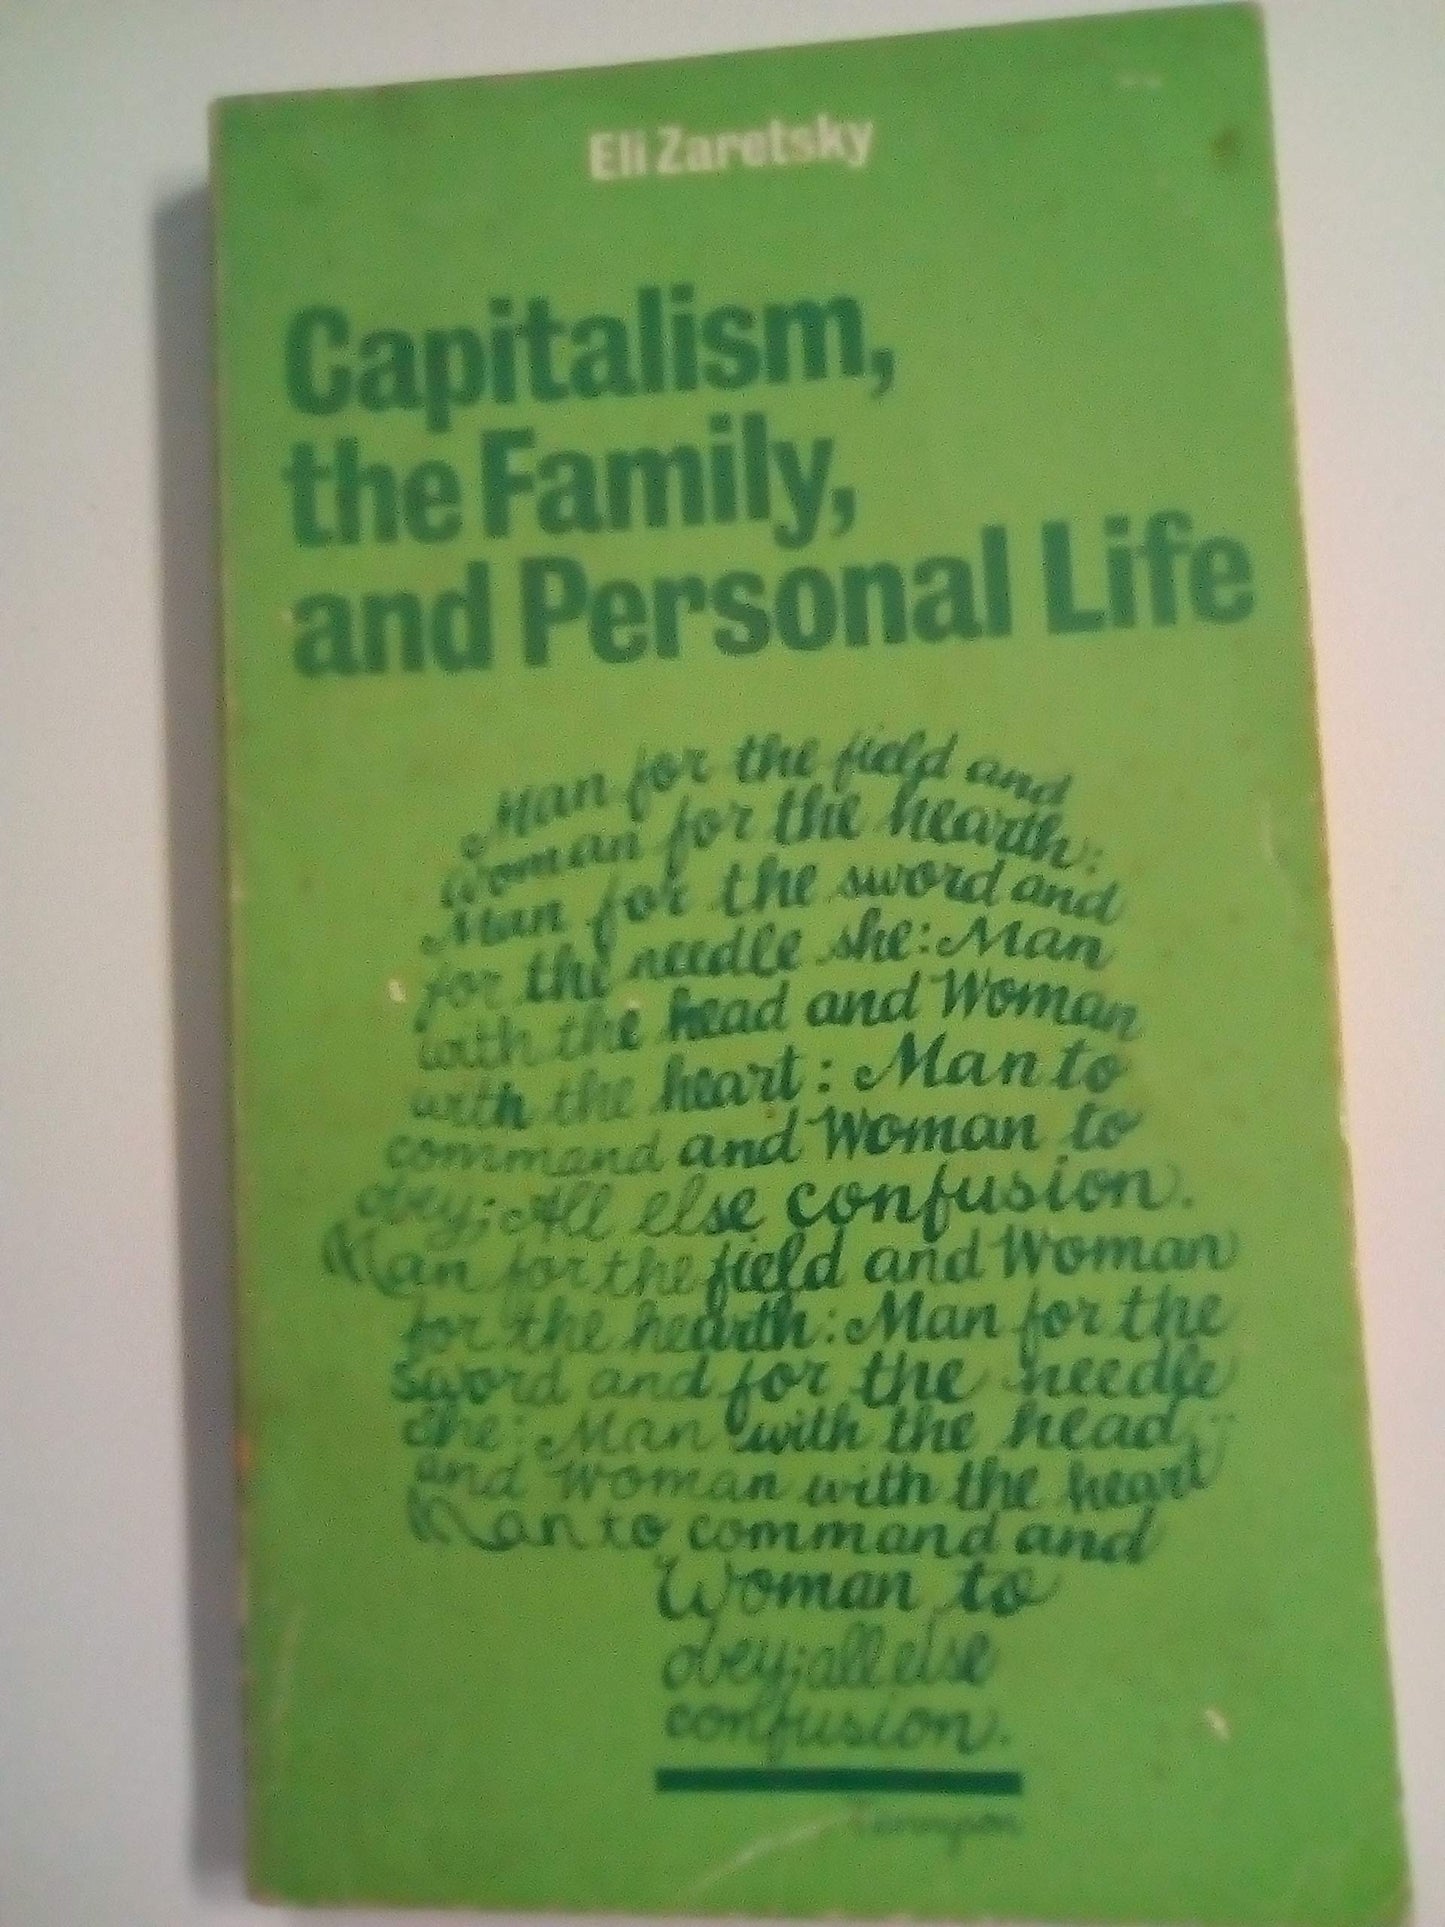 Eli Zaretsky
Capitalism,
the Family,
and Personal Life
Man for the field and
Woman for the hearth:
Man for the sword and
for the needle she: Man
with the head and Woman
with the heart: Man to
command and Woman to
obey; All else confusion.
Man for the field and Woman
for the hearth: Man for the
sword and for the needle
she: Man with the head
and Woman with the heart
Man to command and
Woman to
obey; all else
confusion.
Tennyson